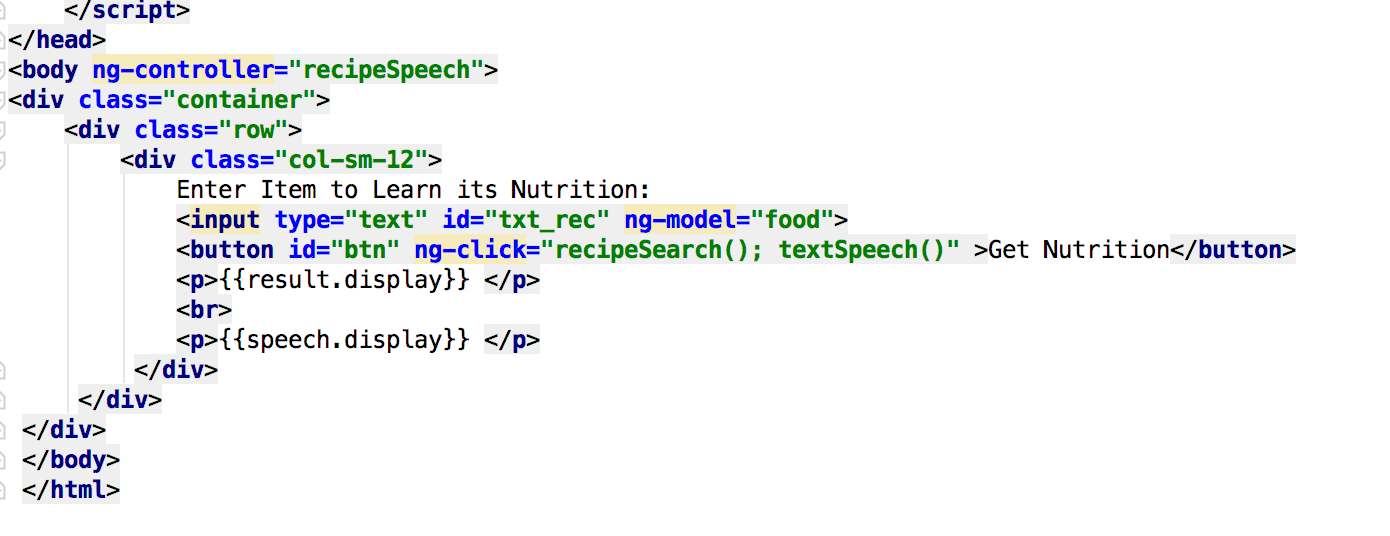 </script>
</head>
<body ng-controller="recipeSpeech">
<div class="container">
<div class="row">
<div class="col-sm-12">
Enter Item to Learn its Nutrition:
<input type="text" id="txt_rec" ng-model="food">
<button id="btn" ng-click="recipeSearch(); textSpeech()" >Get Nutrition</button>
<p>{{result.display}} </p>
<br>
<p>{{speech.display}} </p>
</div>
</div>
</div>
</body>
</html>